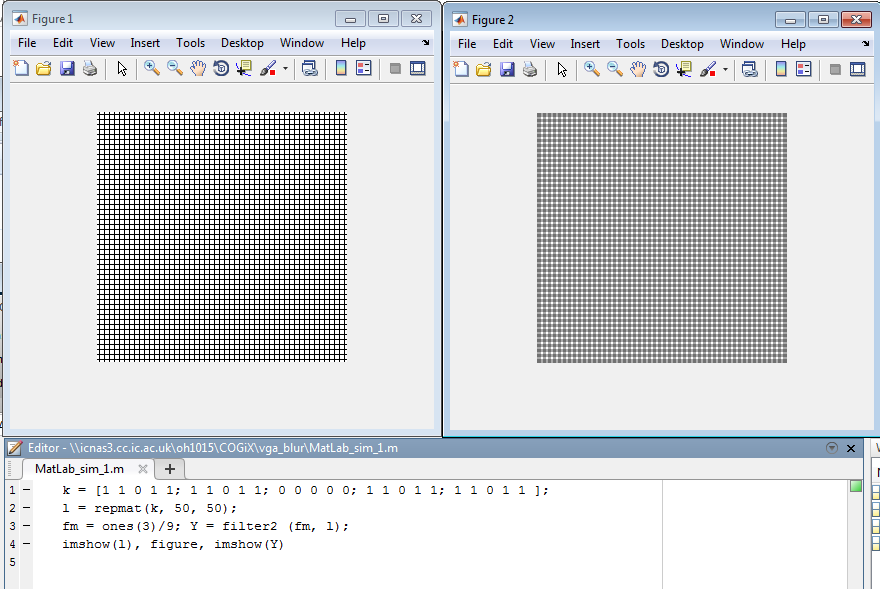 Figure 1
File Edit View Insert Tools Desktop Window Help
Figure 2
File Edit View Insert Tools Desktop Window Help
Editor - \\icnas3.cc.ic.ac.uk\oh1015\COGiX\vga_blur\MatLab_sim_1.m
MatLab_sim_1.m
1 k = [1 1 0 1 1; 1 1 0 1 1; 0 0 0 0 0; 1 1 0 1 1; 1 1 0 1 1 ];
2 l = repmat(k, 50, 50);
3 fm = ones(3)/9; Y = filter2 (fm, l);
4 imshow(l), figure, imshow(Y)
5